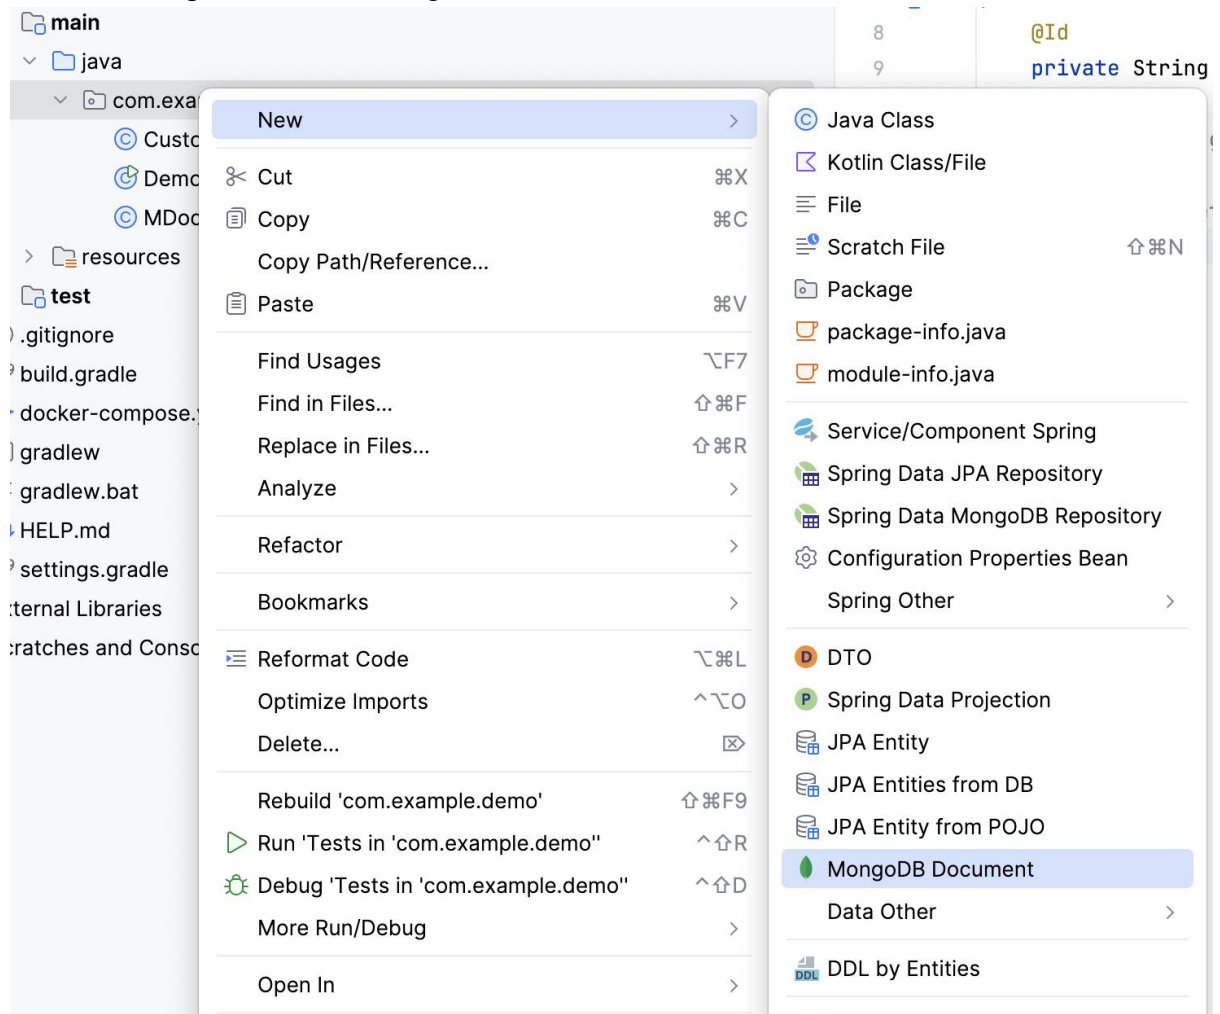 main
java
com.exa
Custo
Demo
MDoc
resources
test
.gitignore
build.gradle
docker-compose.y
gradlew
gradlew.bat
HELP.md
settings.gradle
ternal Libraries
ratches and Conso
New
Cut ⌘X
Copy ⌘C
Copy Path/Reference...
Paste ⌘V
Find Usages ⌥F7
Find in Files... ⇧⌘F
Replace in Files... ⇧⌘R
Analyze
Refactor
Bookmarks
Reformat Code ⌥⌘L
Optimize Imports ^⌥O
Delete... ⌦
Rebuild 'com.example.demo' ⇧⌘F9
Run 'Tests in 'com.example.demo'' ^⇧R
Debug 'Tests in 'com.example.demo'' ^⇧D
More Run/Debug
Open In
8 @Id
9 private String
Java Class
Kotlin Class/File
File
Scratch File ⇧⌘N
Package
package-info.java
module-info.java
Service/Component Spring
Spring Data JPA Repository
Spring Data MongoDB Repository
Configuration Properties Bean
Spring Other
DTO
Spring Data Projection
JPA Entity
JPA Entities from DB
JPA Entity from POJO
MongoDB Document
Data Other
DDL by Entities